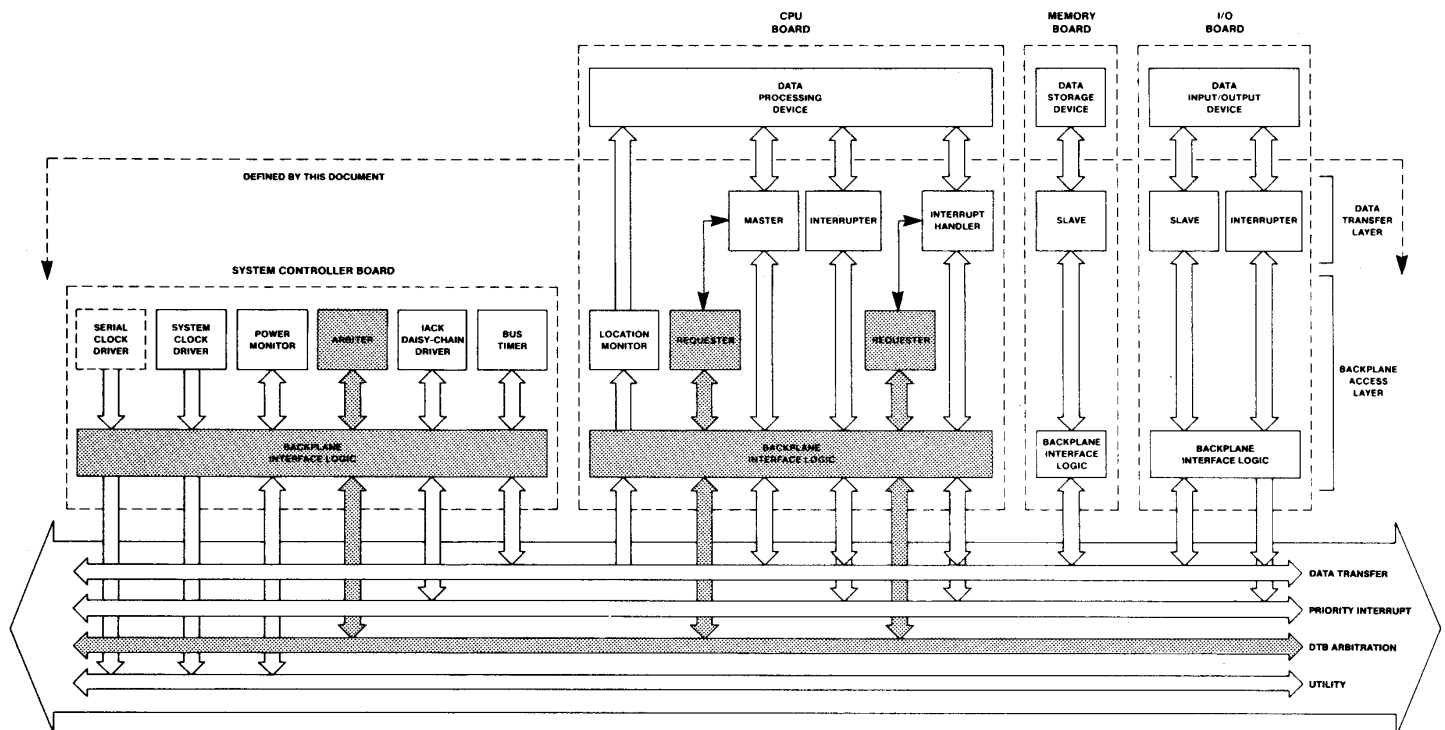 CPU
BOARD
MEMORY
BOARD
I/O
BOARD
DATA
PROCESSING
DEVICE
DATA
STORAGE
DEVICE
DATA
INPUT/OUTPUT
DEVICE
DEFINED BY THIS DOCUMENT
MASTER
INTERRUPTER
INTERRUPT
HANDLER
SLAVE
SLAVE
INTERRUPTER
DATA
TRANSFER
LAYER
SYSTEM CONTROLLER BOARD
SERIAL
CLOCK
DRIVER
SYSTEM
CLOCK
DRIVER
POWER
MONITOR
ARBITER
IACK
DAISY-CHAIN
DRIVER
BUS
TIMER
LOCATION
MONITOR
REQUESTER
REQUESTER
BACKPLANE
ACCESS
LAYER
BACKPLANE
INTERFACE LOGIC
BACKPLANE
INTERFACE LOGIC
BACKPLANE
INTERFACE
LOGIC
BACKPLANE
INTERFACE LOGIC
DATA TRANSFER
PRIORITY INTERRUPT
DTB ARBITRATION
UTILITY